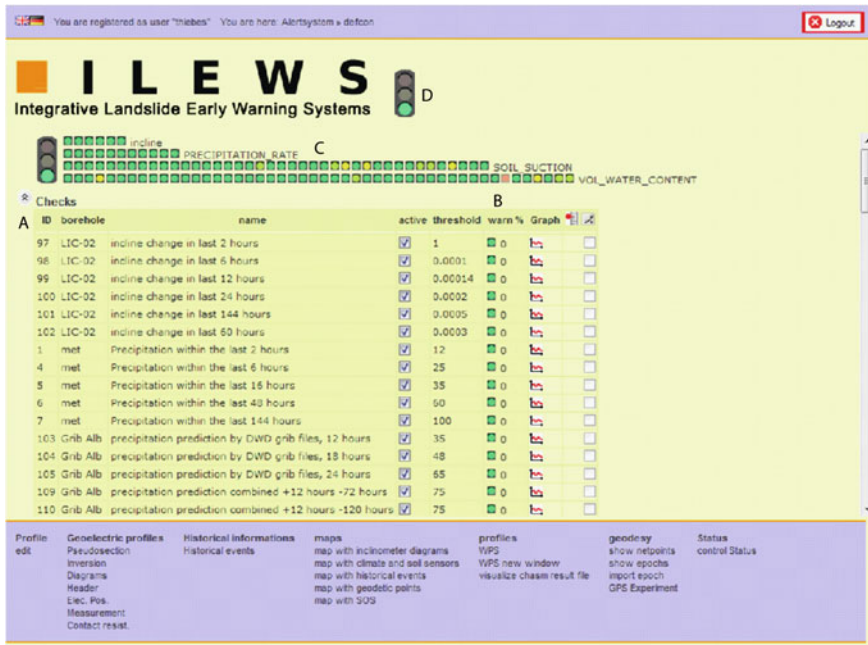 You are registered as user "thiebes" You are here: Alertsystem » defcon
Logout
ILEWS
Integrative Landslide Early Warning Systems
D
incline
PRECIPITATION_RATE
C
SOIL_SUCTION
VOL_WATER_CONTENT
Checks
B
A
ID borehole name active threshold warn % Graph
97 LIC-02 incline change in last 2 hours 1 0
98 LIC-02 incline change in last 6 hours 0.0001 0
99 LIC-02 incline change in last 12 hours 0.00014 0
100 LIC-02 incline change in last 24 hours 0.0002 0
101 LIC-02 incline change in last 144 hours 0.0005 0
102 LIC-02 incline change in last 60 hours 0.0003 0
1 met Precipitation within the last 2 hours 12 0
4 met Precipitation within the last 6 hours 25 0
5 met Precipitation within the last 16 hours 35 0
6 met Precipitation within the last 48 hours 60 0
7 met Precipitation within the last 144 hours 100 0
103 Grib Alb precipitation prediction by DWD grib files, 12 hours 35 0
104 Grib Alb precipitation prediction by DWD grib files, 18 hours 48 0
105 Grib Alb precipitation prediction by DWD grib files, 24 hours 65 0
109 Grib Alb precipitation prediction combined +12 hours -72 hours 75 0
110 Grib Alb precipitation prediction combined +12 hours -120 hours 75 0
Profile
edit
Geoelectric profiles
Pseudosection
Inversion
Diagrams
Header
Elec. Pos.
Measurement
Contact resist.
Historical informations
Historical events
maps
map with inclinometer diagrams
map with climate and soil sensors
map with historical events
map with geodetic points
map with SOS
profiles
WPS
WPS new window
visualize chasm result file
geodesy
show netpoints
show epochs
import epoch
GPS Experiment
Status
control Status